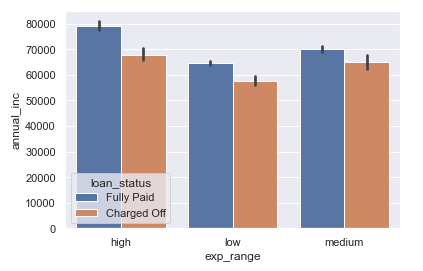 80000
70000
60000
50000
40000
30000
20000
10000
0
annual_inc
loan_status
Fully Paid
Charged Off
high
low
medium
exp_range